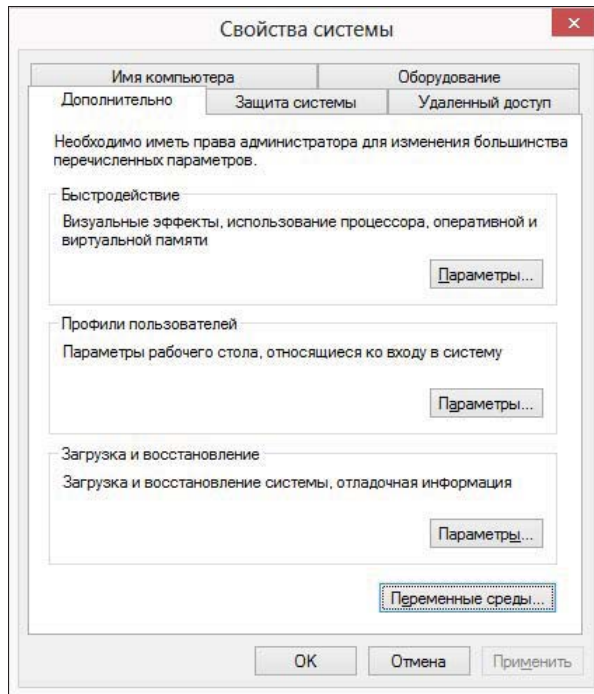 Свойства системы
Имя компьютера
Оборудование
Дополнительно
Защита системы
Удаленный доступ
Необходимо иметь права администратора для изменения большинства
перечисленных параметров.
Быстродействие
Визуальные эффекты, использование процессора, оперативной и
виртуальной памяти
Параметры...
Профили пользователей
Параметры рабочего стола, относящиеся ко входу в систему
Параметры...
Загрузка и восстановление
Загрузка и восстановление системы, отладочная информация
Параметры...
Переменные среды...
OK
Отмена
Применить